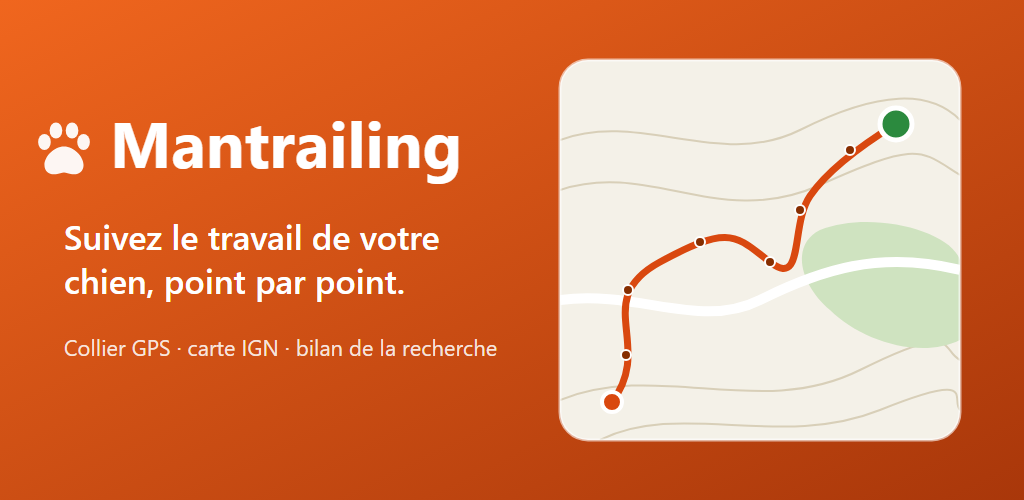 Mantrailing
Suivez le travail de votre
chien, point par point.
Collier GPS · carte IGN · bilan de la recherche